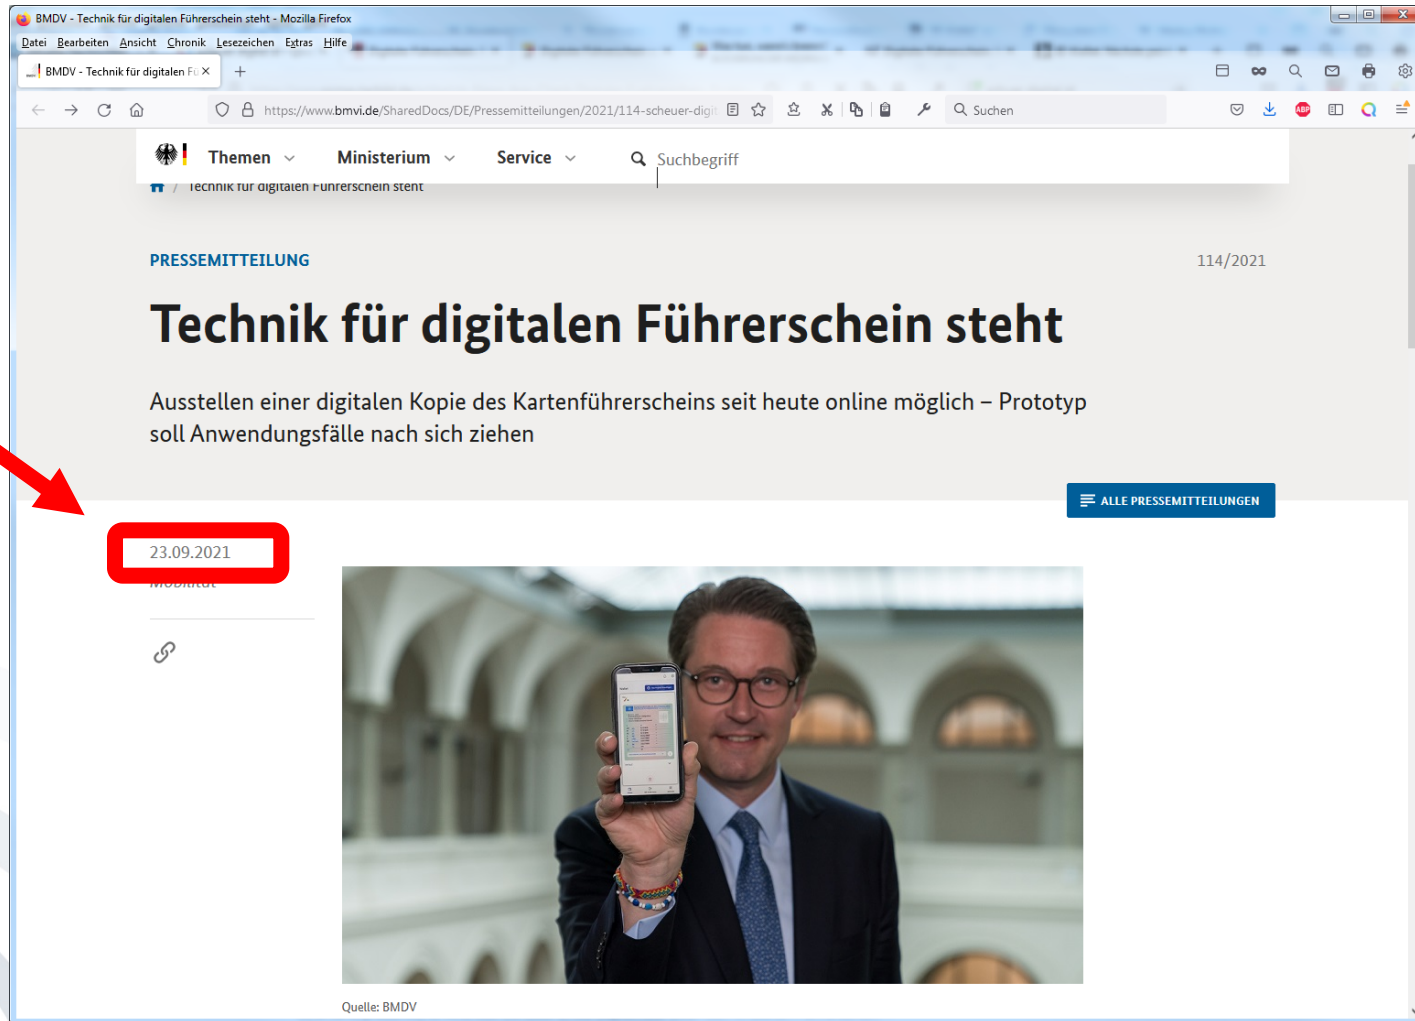 BMDV - Technik für digitalen Führerschein steht - Mozilla Firefox
Datei Bearbeiten Ansicht Chronik Lesezeichen Extras Hilfe
BMDV - Technik für digitalen Fü
https://www.bmvi.de/SharedDocs/DE/Pressemitteilungen/2021/114-scheuer-digit
Suchen
Themen Ministerium Service Suchbegriff
/ Technik für digitalen Führerschein steht
PRESSEMITTEILUNG 114/2021
Technik für digitalen Führerschein steht
Ausstellen einer digitalen Kopie des Kartenführerscheins seit heute online möglich – Prototyp
soll Anwendungsfälle nach sich ziehen
ALLE PRESSEMITTEILUNGEN
23.09.2021
Mobilität
Quelle: BMDV